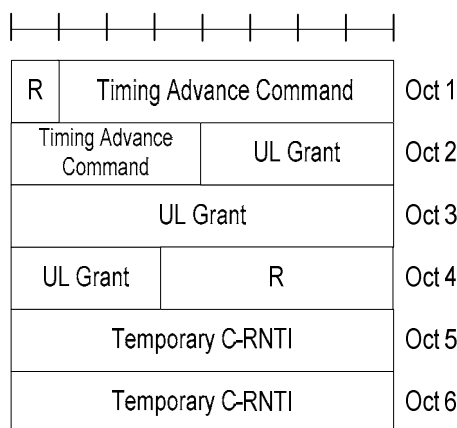 R Timing Advance Command Oct 1
Timing Advance
Command UL Grant Oct 2
UL Grant Oct 3
UL Grant R Oct 4
Temporary C-RNTI Oct 5
Temporary C-RNTI Oct 6